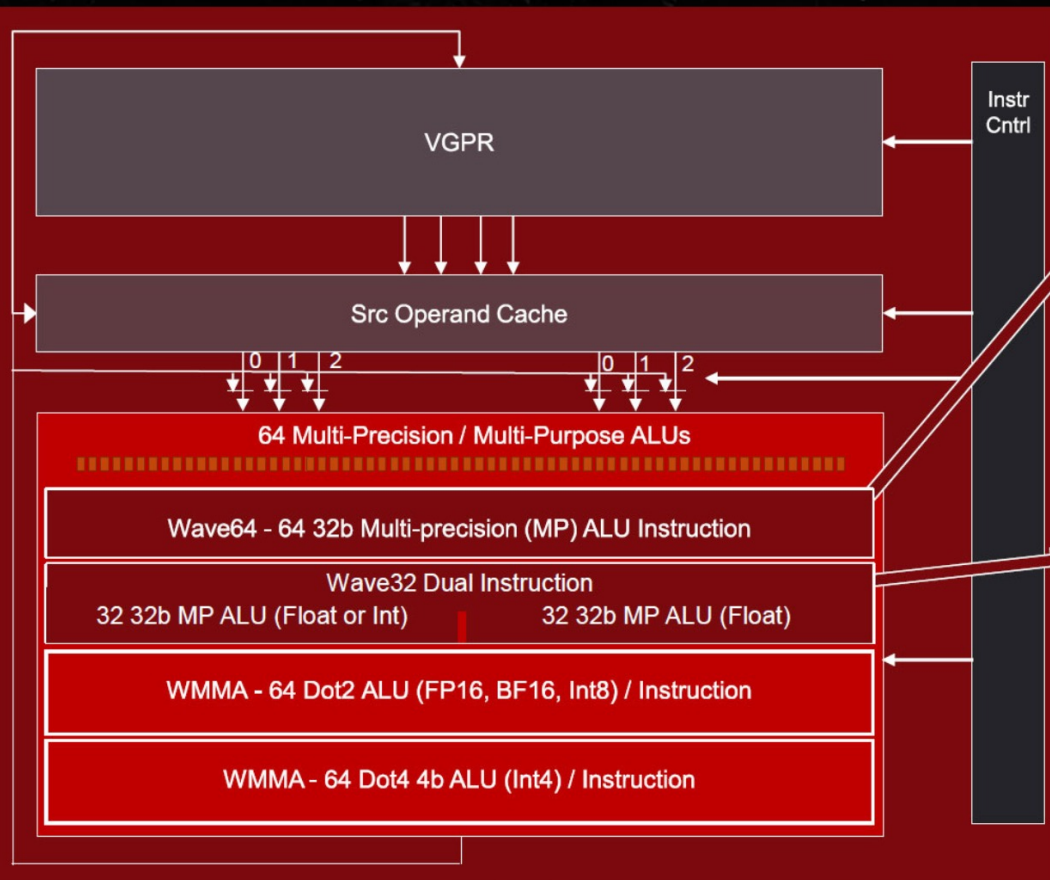 Instr
Cntrl
VGPR
Src Operand Cache
0 1 2
0 1 2
64 Multi-Precision / Multi-Purpose ALUs
Wave64 - 64 32b Multi-precision (MP) ALU Instruction
Wave32 Dual Instruction
32 32b MP ALU (Float or Int)
32 32b MP ALU (Float)
WMMA - 64 Dot2 ALU (FP16, BF16, Int8) / Instruction
WMMA - 64 Dot4 4b ALU (Int4) / Instruction